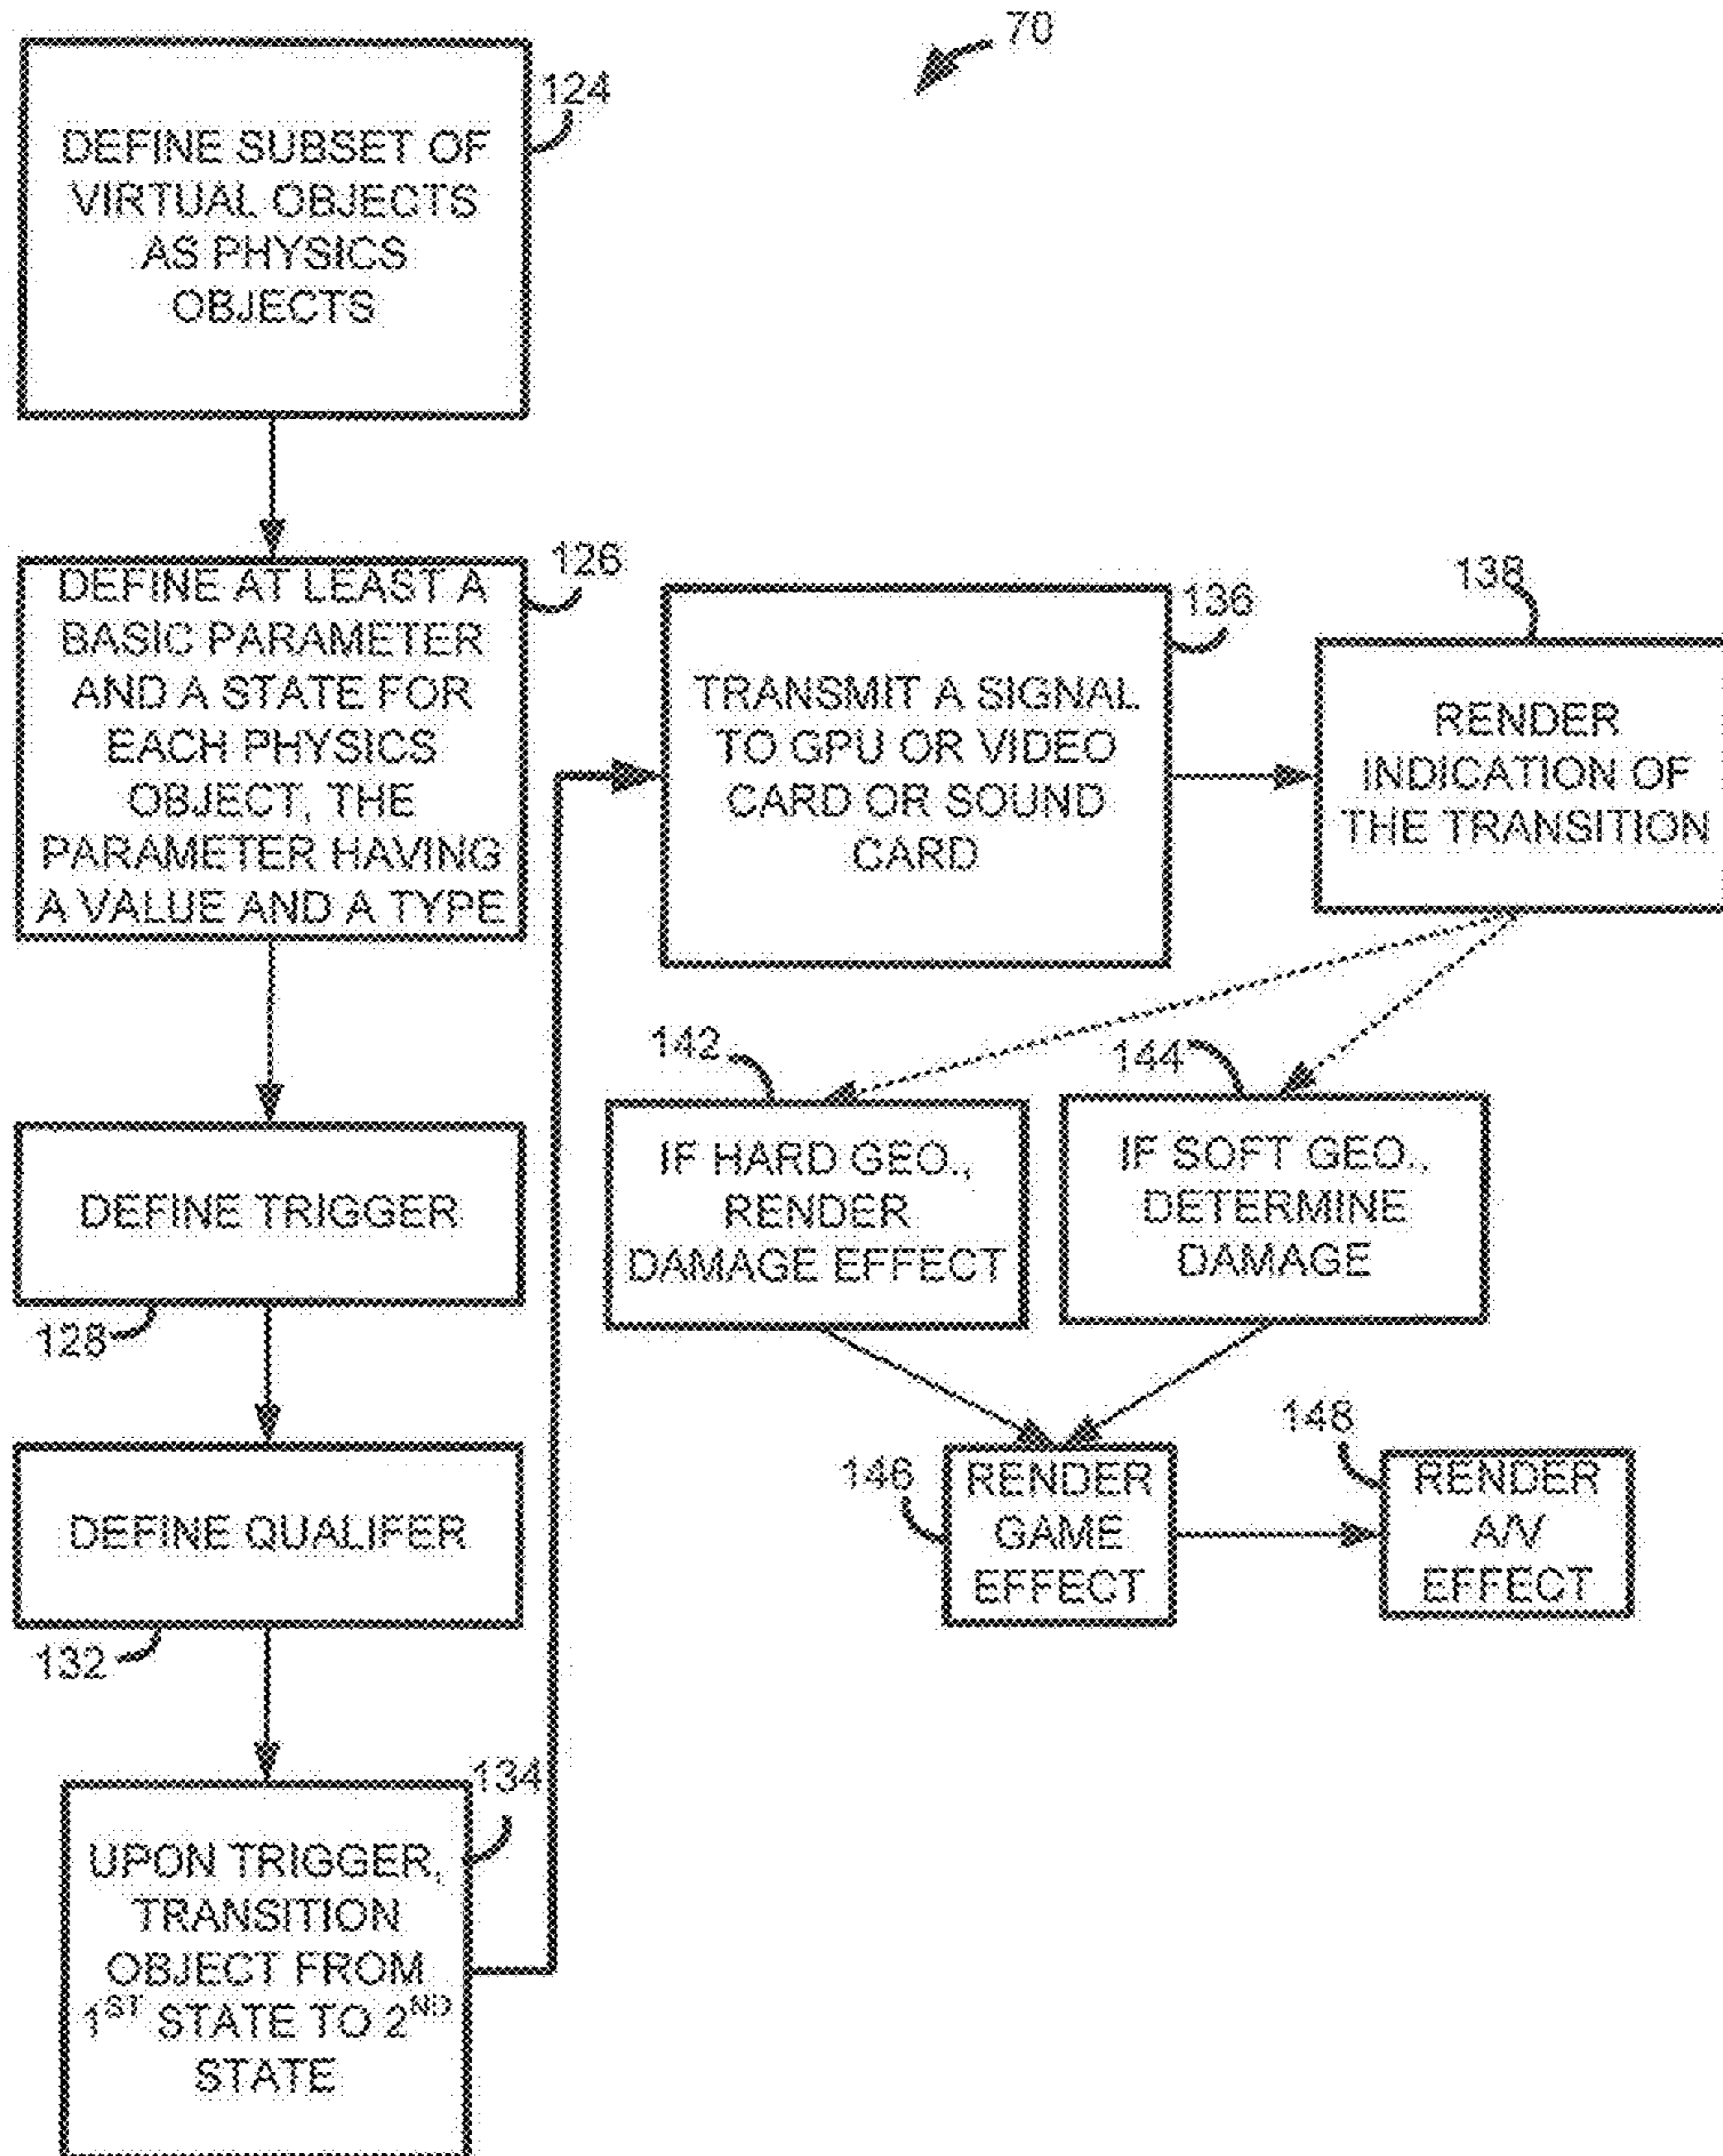 70
124
DEFINE SUBSET OF
VIRTUAL OBJECTS
AS PHYSICS
OBJECTS
126
DEFINE AT LEAST A
BASIC PARAMETER
AND A STATE FOR
EACH PHYSICS
OBJECT, THE
PARAMETER HAVING
A VALUE AND A TYPE
DEFINE TRIGGER
128
DEFINE QUALIFER
132
134
UPON TRIGGER,
TRANSITION
OBJECT FROM
1ST STATE TO 2ND
STATE
136
TRANSMIT A SIGNAL
TO GPU OR VIDEO
CARD OR SOUND
CARD
138
RENDER
INDICATION OF
THE TRANSITION
142
IF HARD GEO.,
RENDER
DAMAGE EFFECT
144
IF SOFT GEO.,
DETERMINE
DAMAGE
146
RENDER
GAME
EFFECT
148
RENDER
A/V
EFFECT